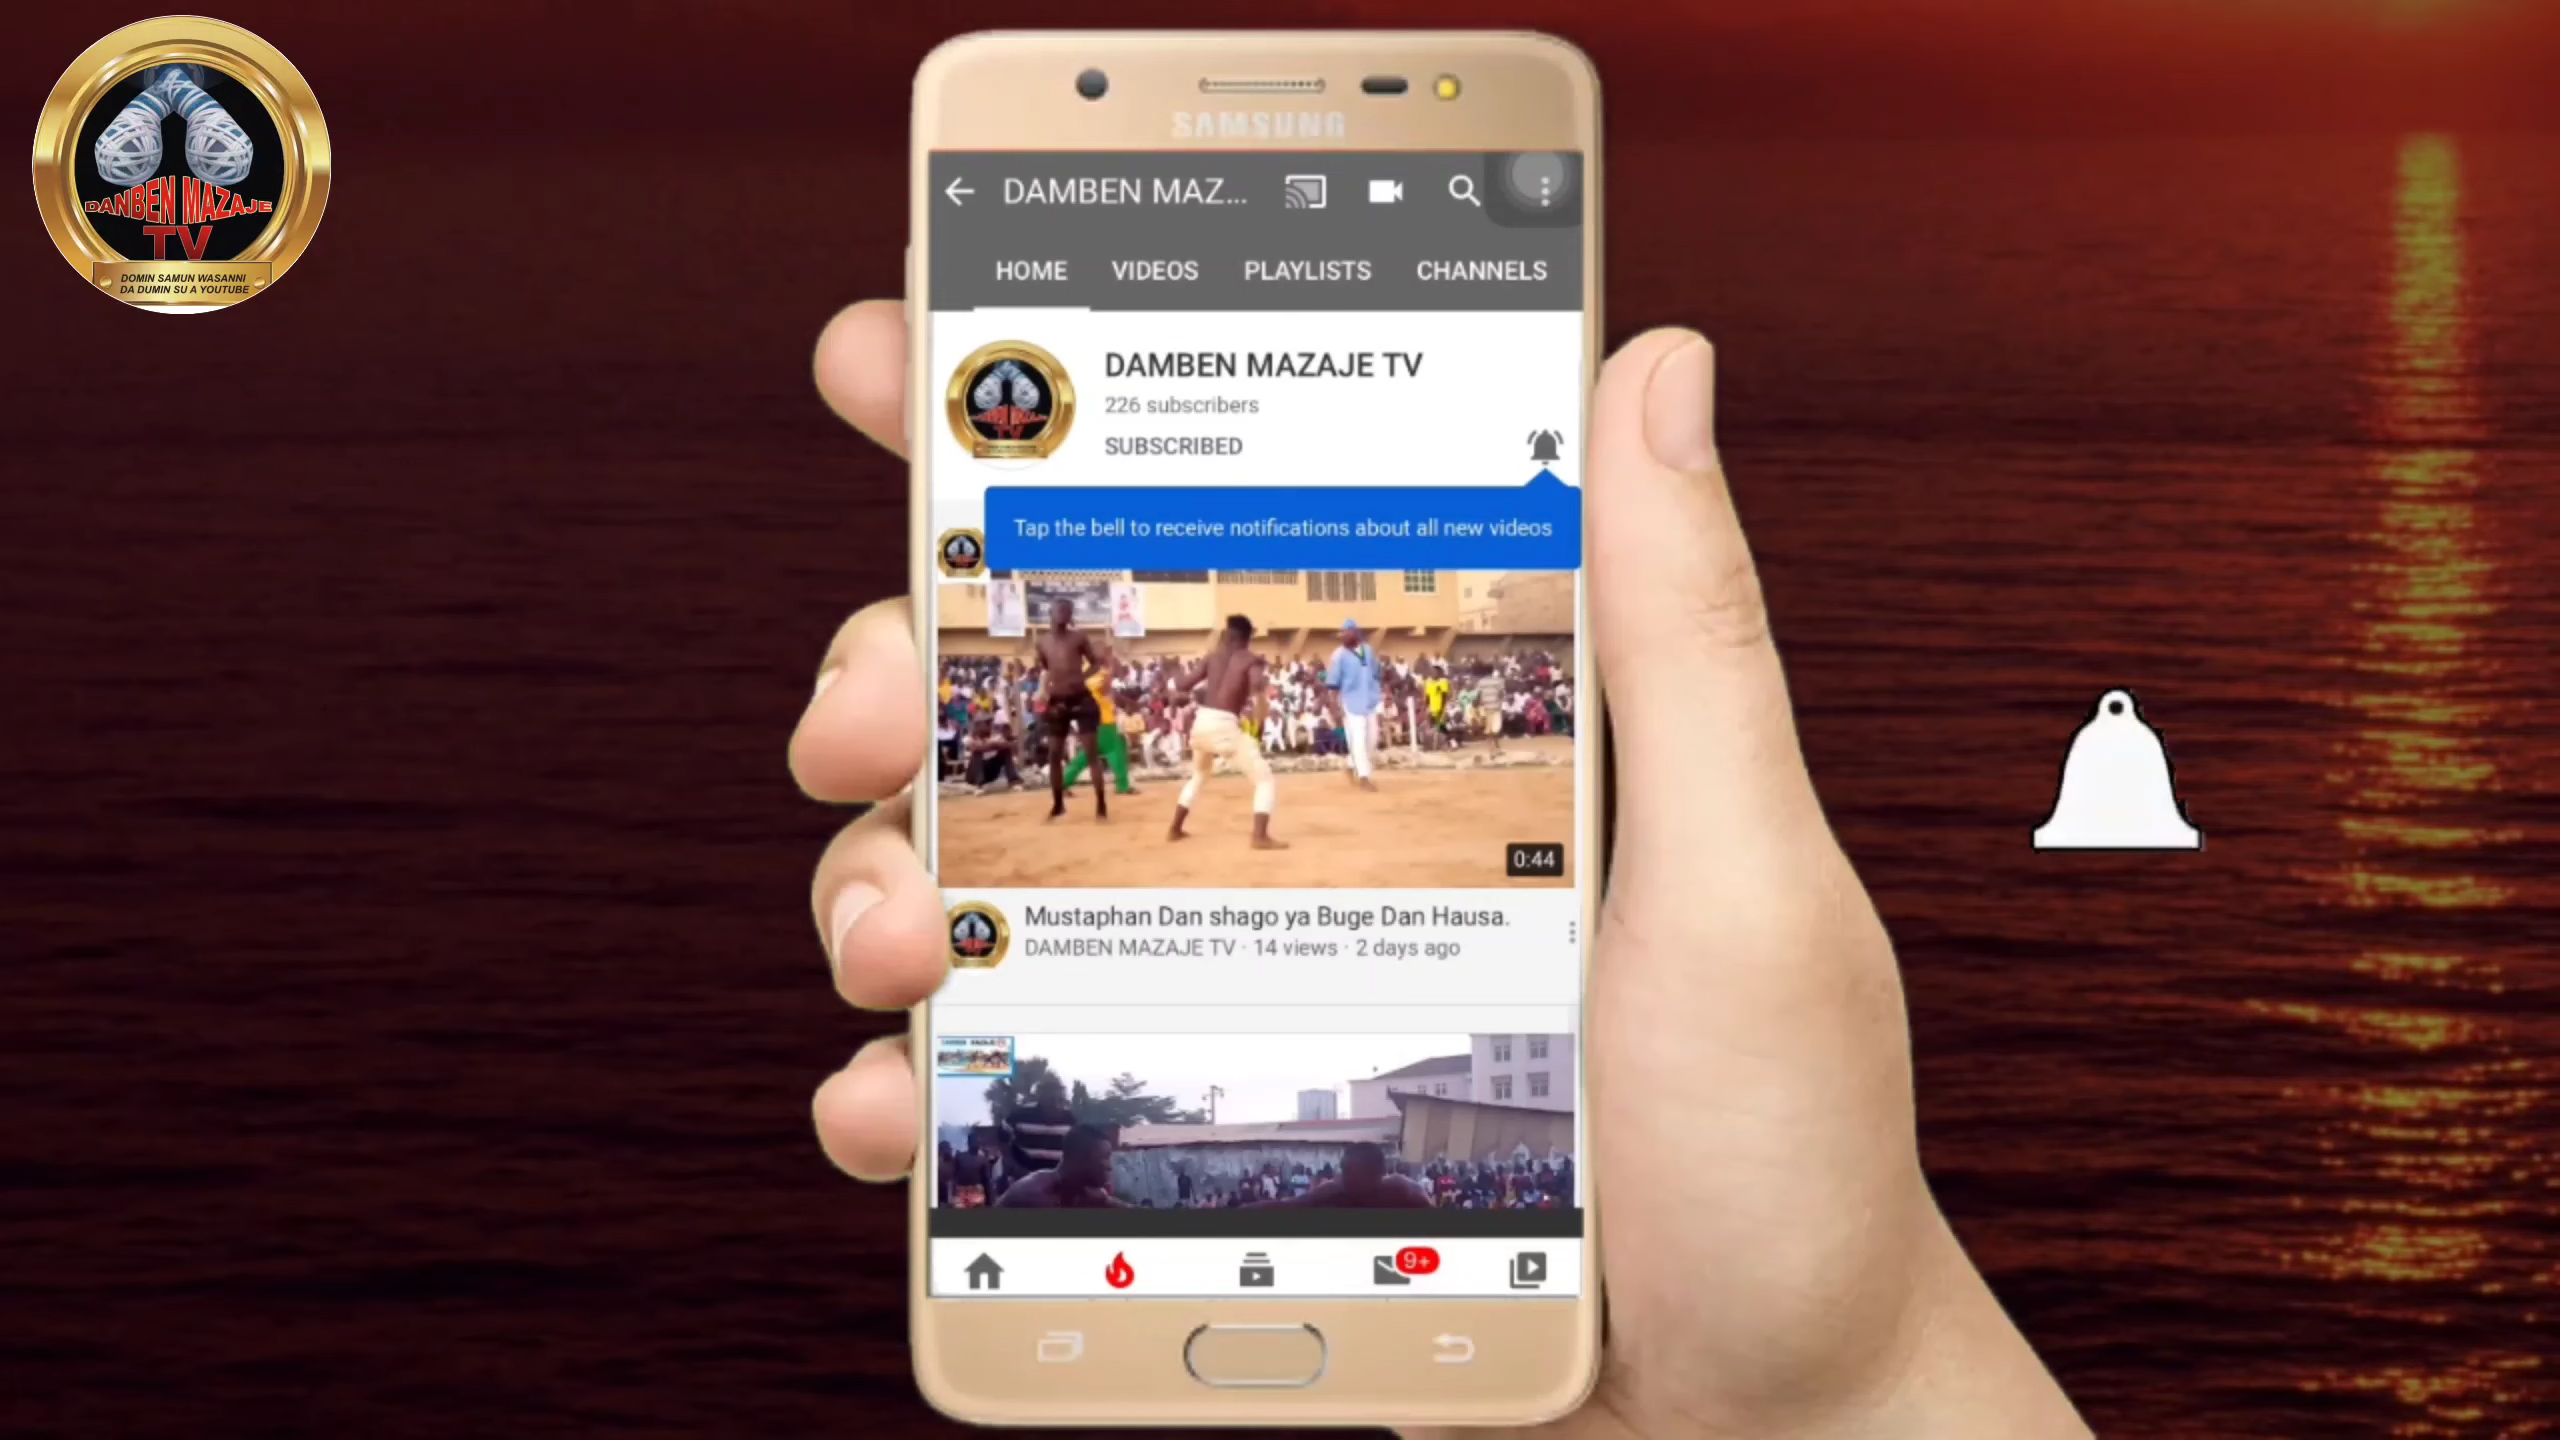 DANBEN MAZAJE
TV
DOMIN SAMUN WASANNI
DA DUMIN SU A YOUTUBE
SAMSUNG
DAMBEN MAZ...
HOME VIDEOS PLAYLISTS CHANNELS
DAMBEN MAZAJE TV
226 subscribers
SUBSCRIBED
Tap the bell to receive notifications about all new videos
0:44
Mustaphan Dan shago ya Buge Dan Hausa.
DAMBEN MAZAJE TV · 14 views · 2 days ago
9+